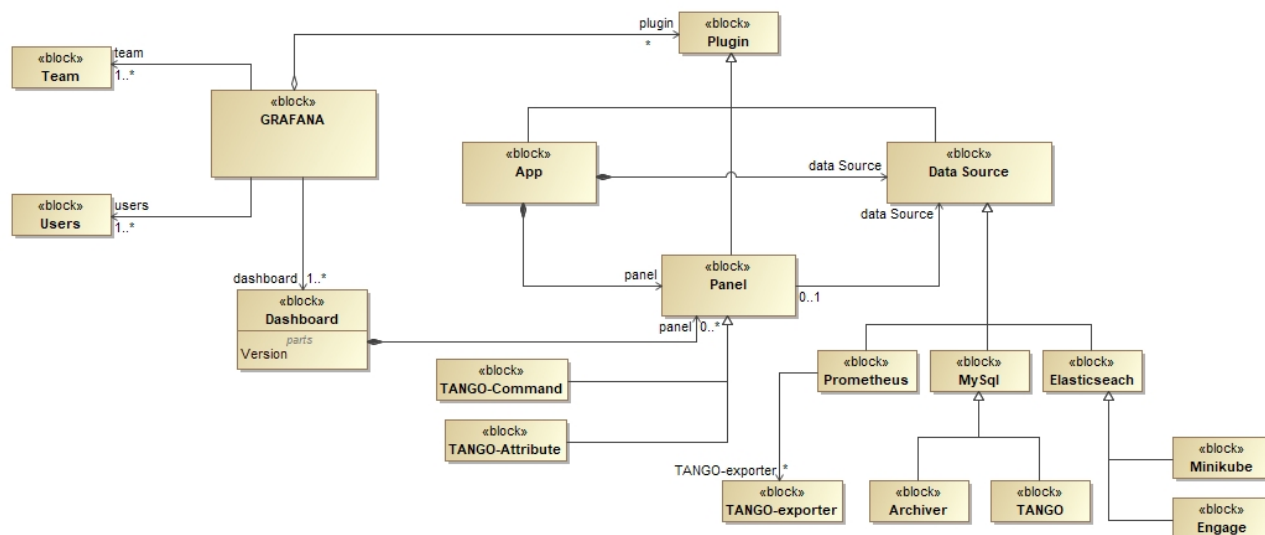 plugin
*
«block»
Plugin
«block»
Team
team
1..*
«block»
GRAFANA
«block»
App
data Source
«block»
Data Source
«block»
Users
users
1..*
data Source
dashboard 1..*
panel
«block»
Panel
0..1
«block»
Dashboard
parts
Version
panel 0..*
«block»
TANGO-Command
«block»
Prometheus
«block»
MySql
«block»
Elasticseach
«block»
TANGO-Attribute
«block»
Minikube
TANGO-exporter *
«block»
TANGO-exporter
«block»
Archiver
«block»
TANGO
«block»
Engage